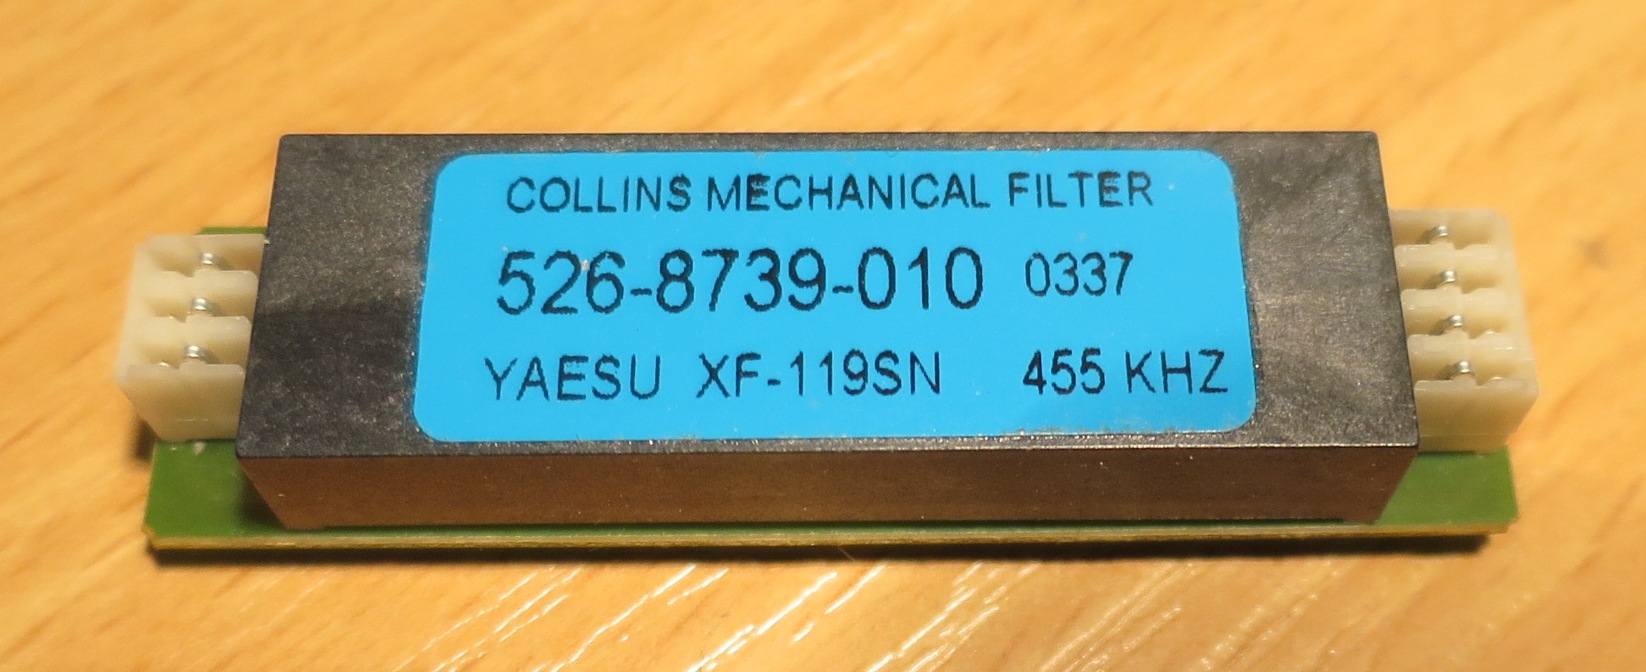 COLLINS MECHANICAL FILTER
526-8739-010 0337
YAESU XF-119SN 455 KHZ